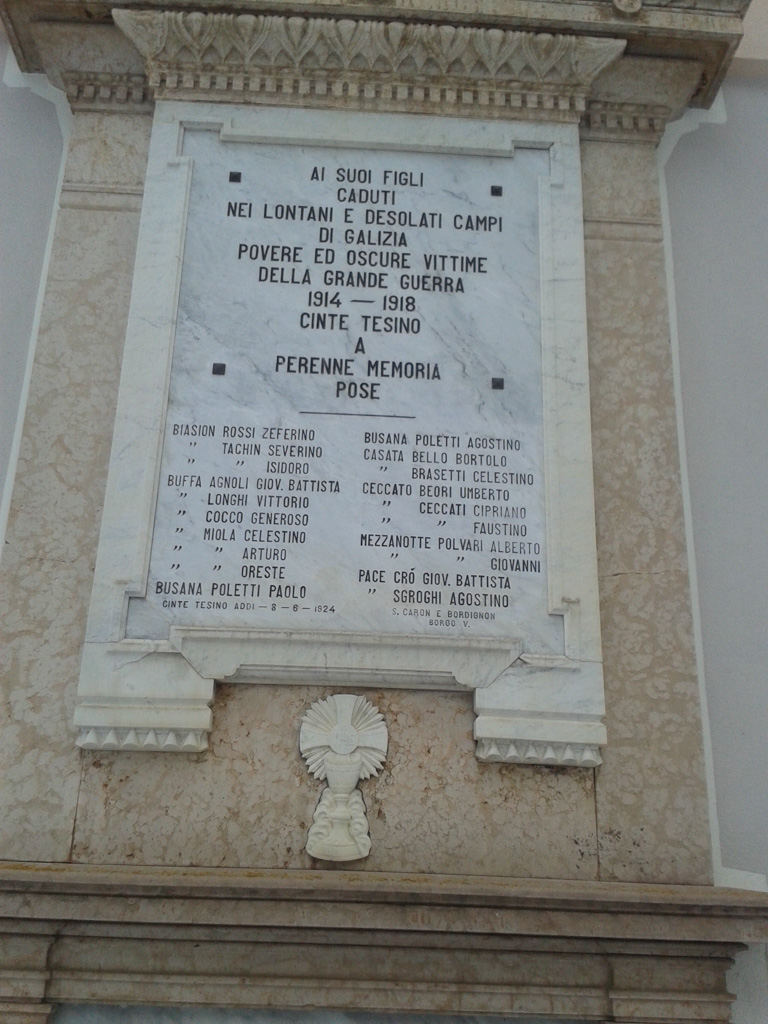 AI SUOI FIGLI
CADUTI
NEI LONTANI E DESOLATI CAMPI
DI GALIZIA
POVERE ED OSCURE VITTIME
DELLA GRANDE GUERRA
1914 — 1918
CINTE TESINO
A
PERENNE MEMORIA
POSE
BIASION ROSSI ZEFERINO
" TACHIN SEVERINO
" " ISIDORO
BUFFA AGNOLI GIOV. BATTISTA
" LONGHI VITTORIO
" COCCO GENEROSO
" MIOLA CELESTINO
" " ARTURO
" " ORESTE
BUSANA POLETTI PAOLO
CINTE TESINO ADDI — 8 — 6 — 1924
BUSANA POLETTI AGOSTINO
CASATA BELLO BORTOLO
" BRASETTI CELESTINO
CECCATO BEORI UMBERTO
" CECCATI CIPRIANO
" " FAUSTINO
MEZZANOTTE POLVARI ALBERTO
" " GIOVANNI
PACE CRÓ GIOV. BATTISTA
" SGROGHI AGOSTINO
S. CARON E BORDIGNON
BORGO V.